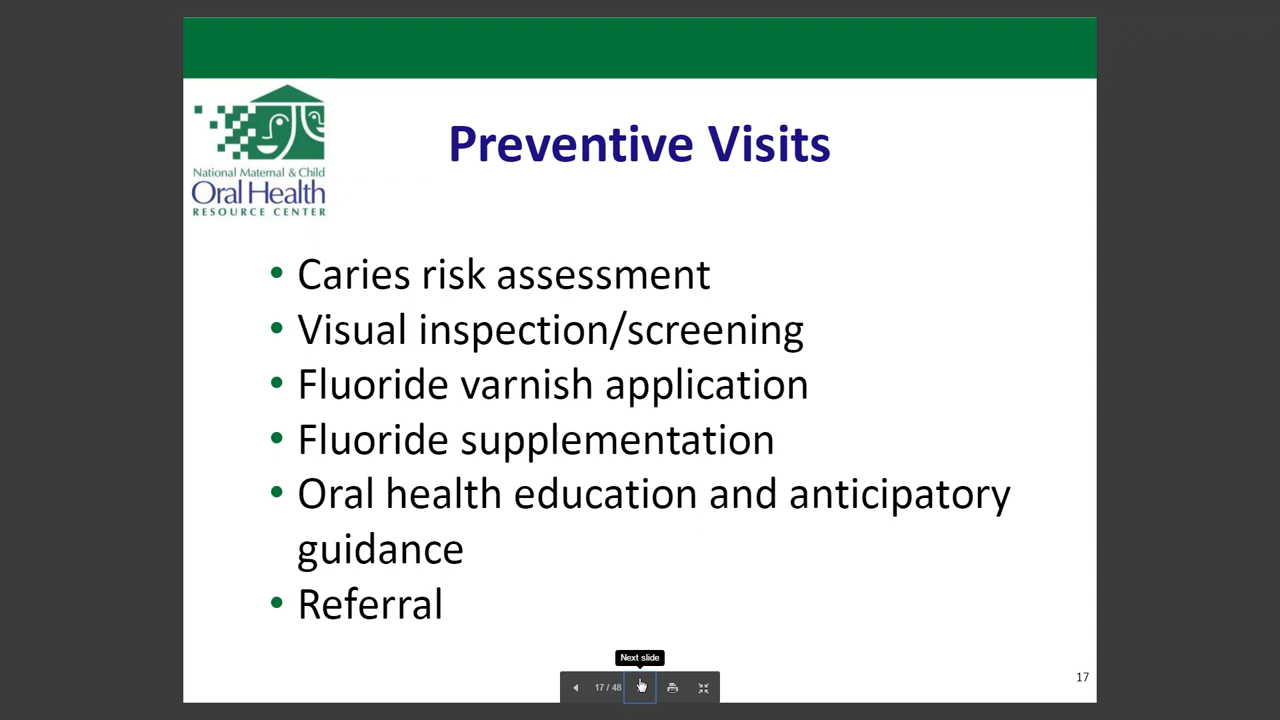 National Maternal & Child
Oral Health
RESOURCE CENTER
Preventive Visits
• Caries risk assessment
• Visual inspection/screening
• Fluoride varnish application
• Fluoride supplementation
• Oral health education and anticipatory
guidance
• Referral
Next slide
17 / 48
17